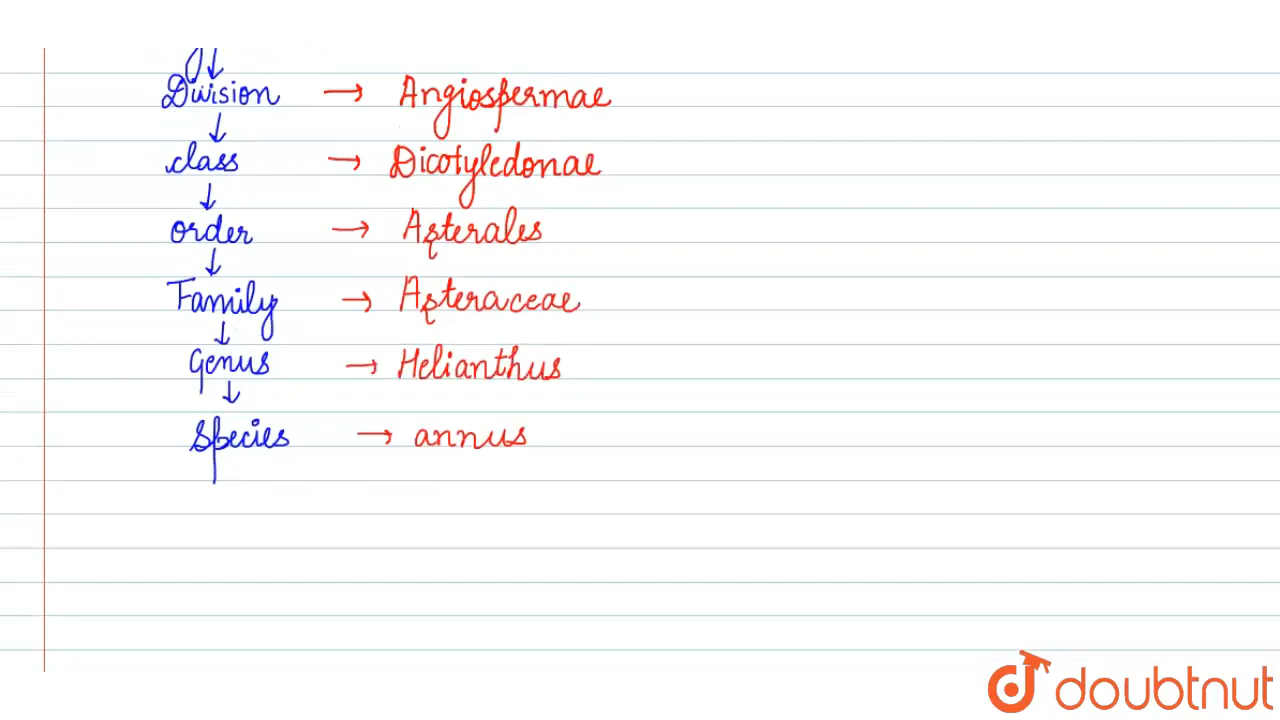 Division → Angiospermae
↓
class → Dicotyledonae
↓
order → Asterales
↓
Family → Asteraceae
↓
Genus → Helianthus
↓
Species → annus
doubtnut